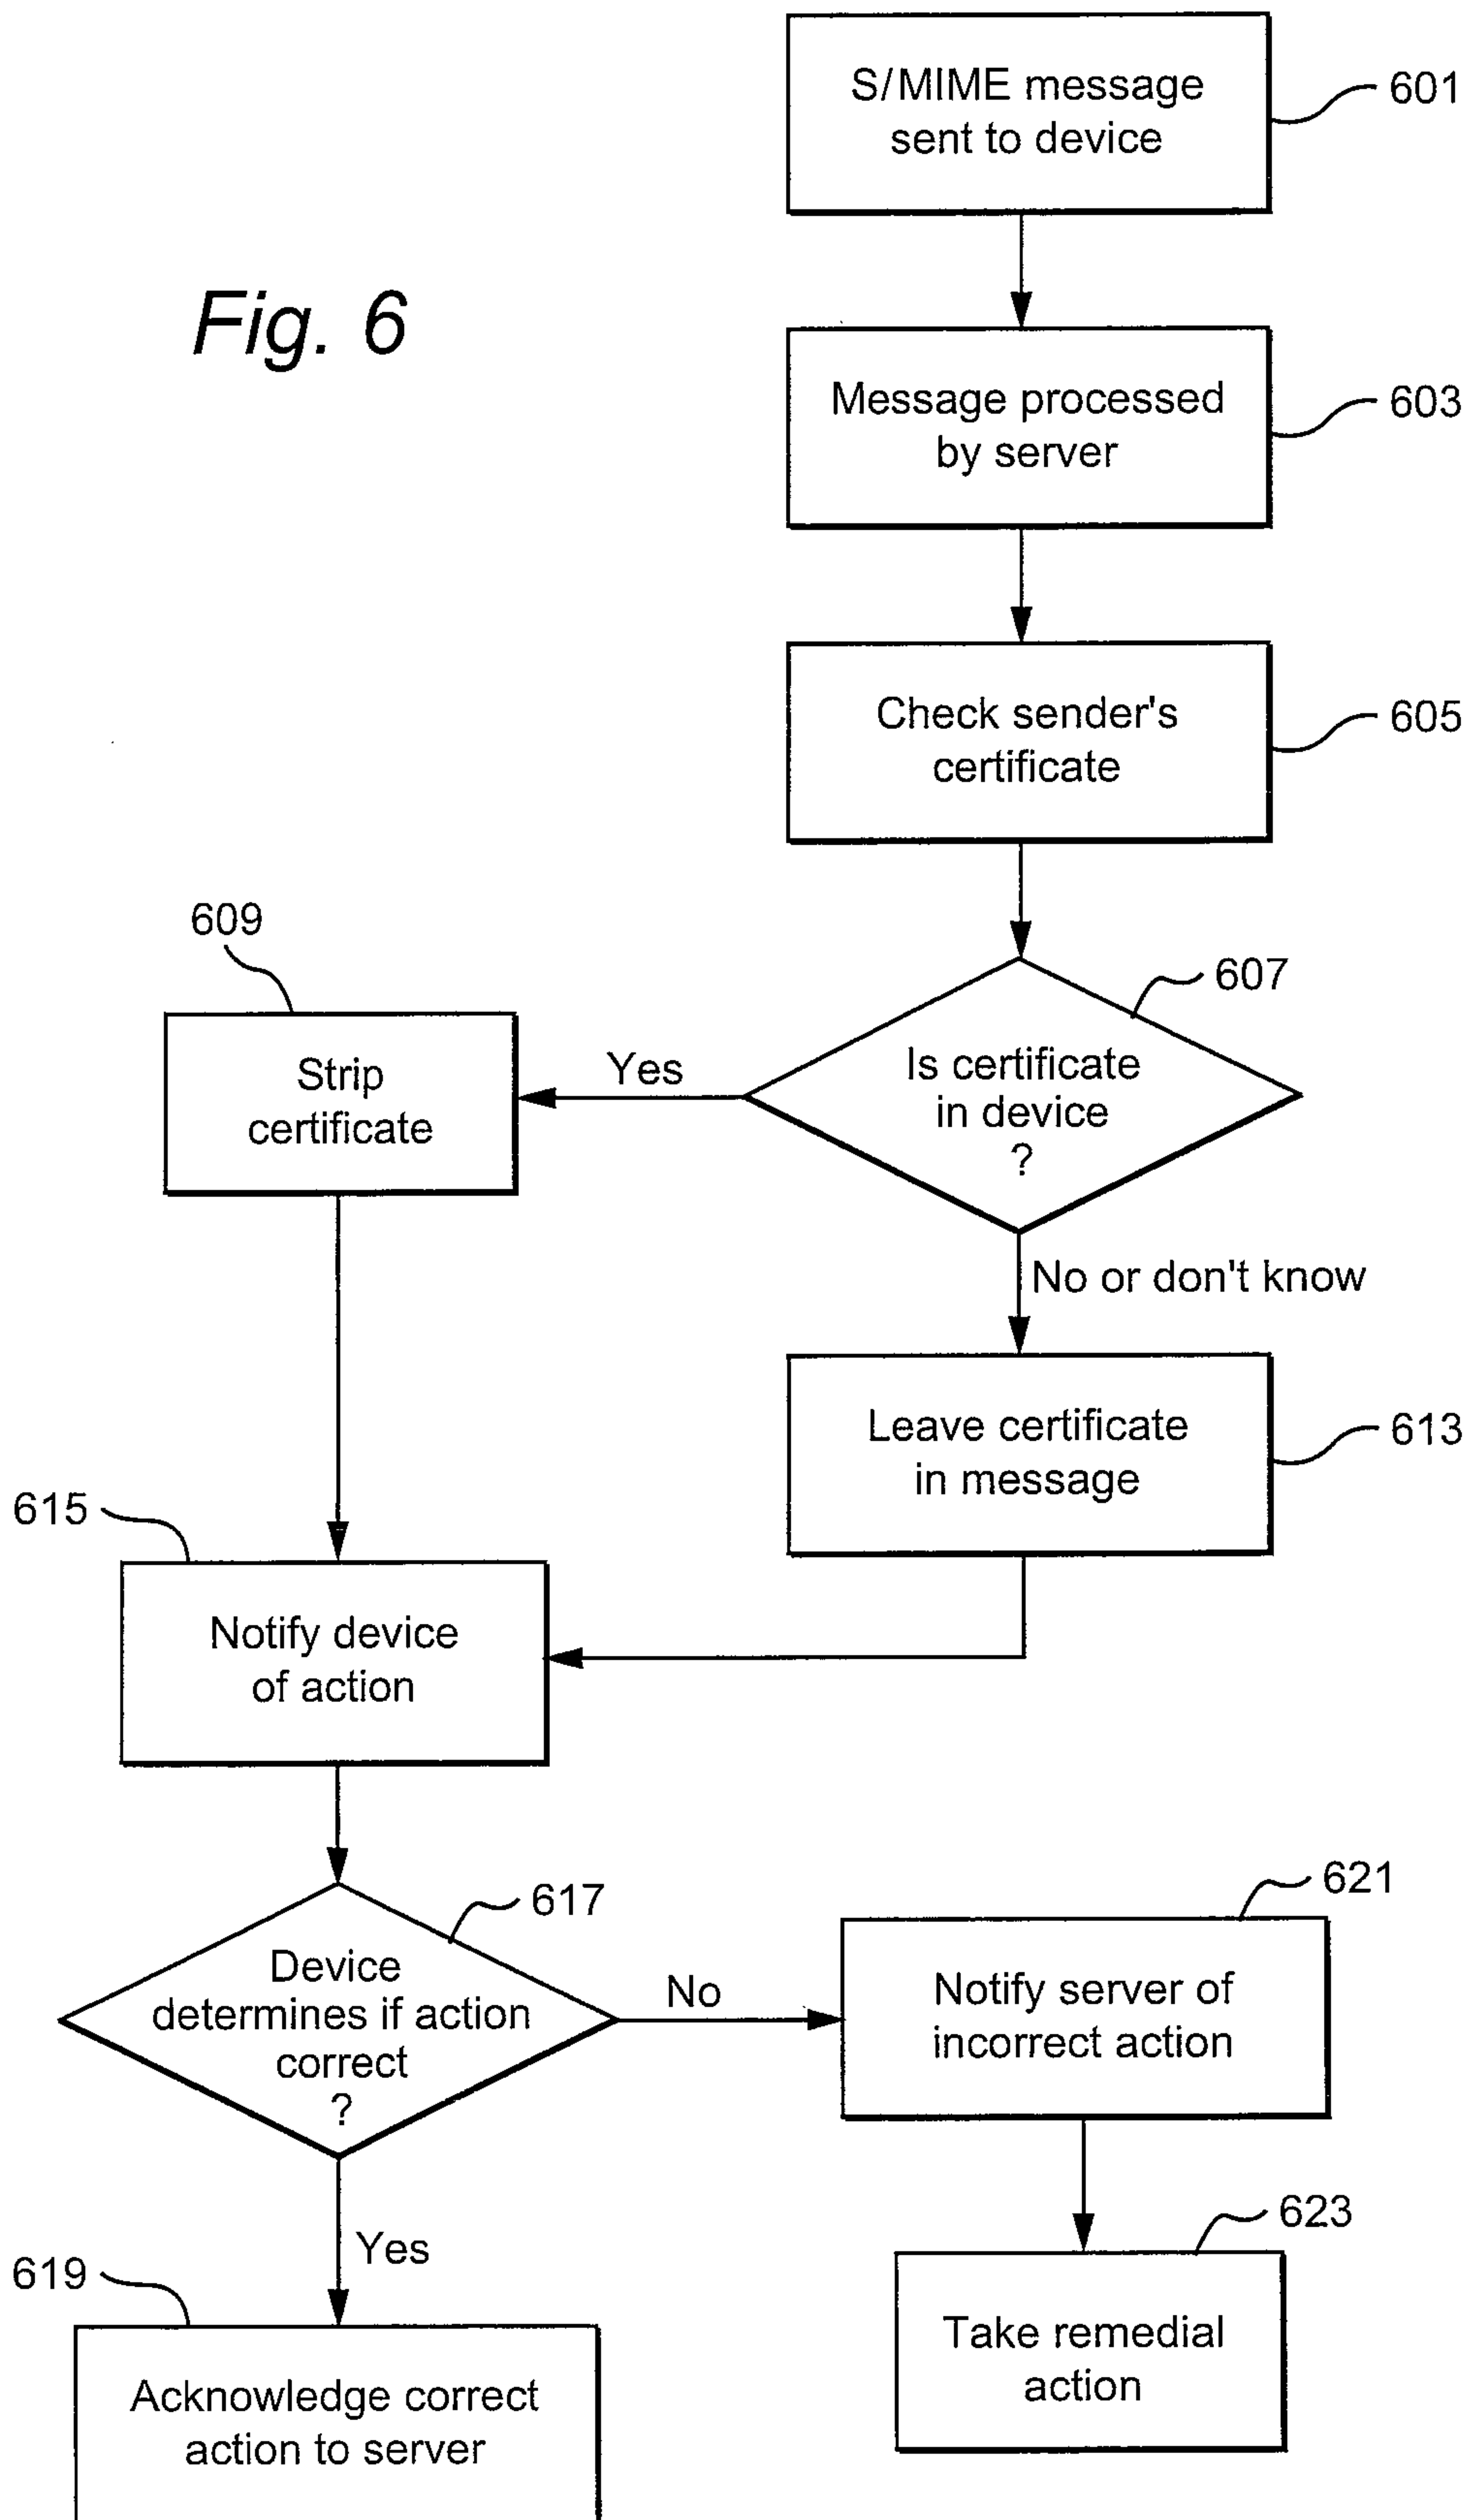 S/MIME message
sent to device
601
Fig. 6
Message processed
by server
603
Check sender's
certificate
605
609
607
Strip
certificate
Yes
Is certificate
in device
?
No or don't know
Leave certificate
in message
613
615
Notify device
of action
617
621
Device
determines if action
correct
?
No
Notify server of
incorrect action
Yes
623
619
Take remedial
action
Acknowledge correct
action to server